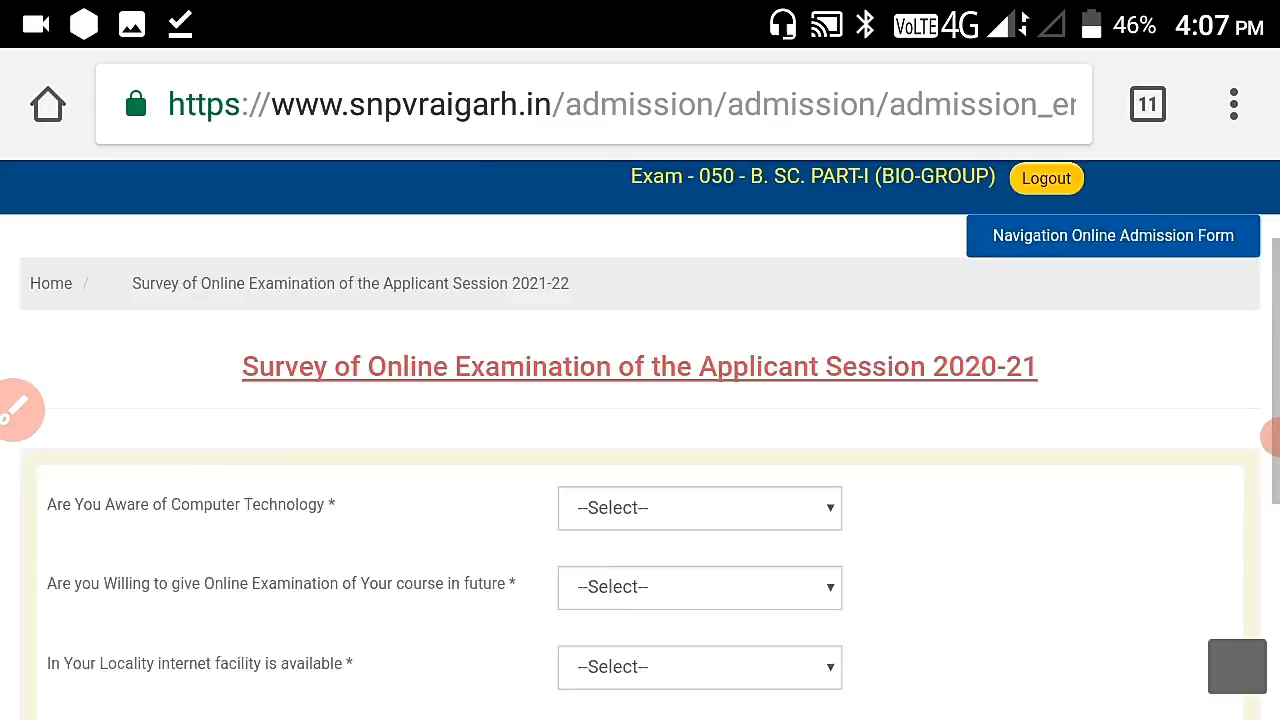 VoLTE 4G 46% 4:07 PM
https://www.snpvraigarh.in/admission/admission/admission_er
11
Exam - 050 - B. SC. PART-I (BIO-GROUP) Logout
Navigation Online Admission Form
Home / Survey of Online Examination of the Applicant Session 2021-22
Survey of Online Examination of the Applicant Session 2020-21
Are You Aware of Computer Technology * --Select--
Are you Willing to give Online Examination of Your course in future * --Select--
In Your Locality internet facility is available * --Select--